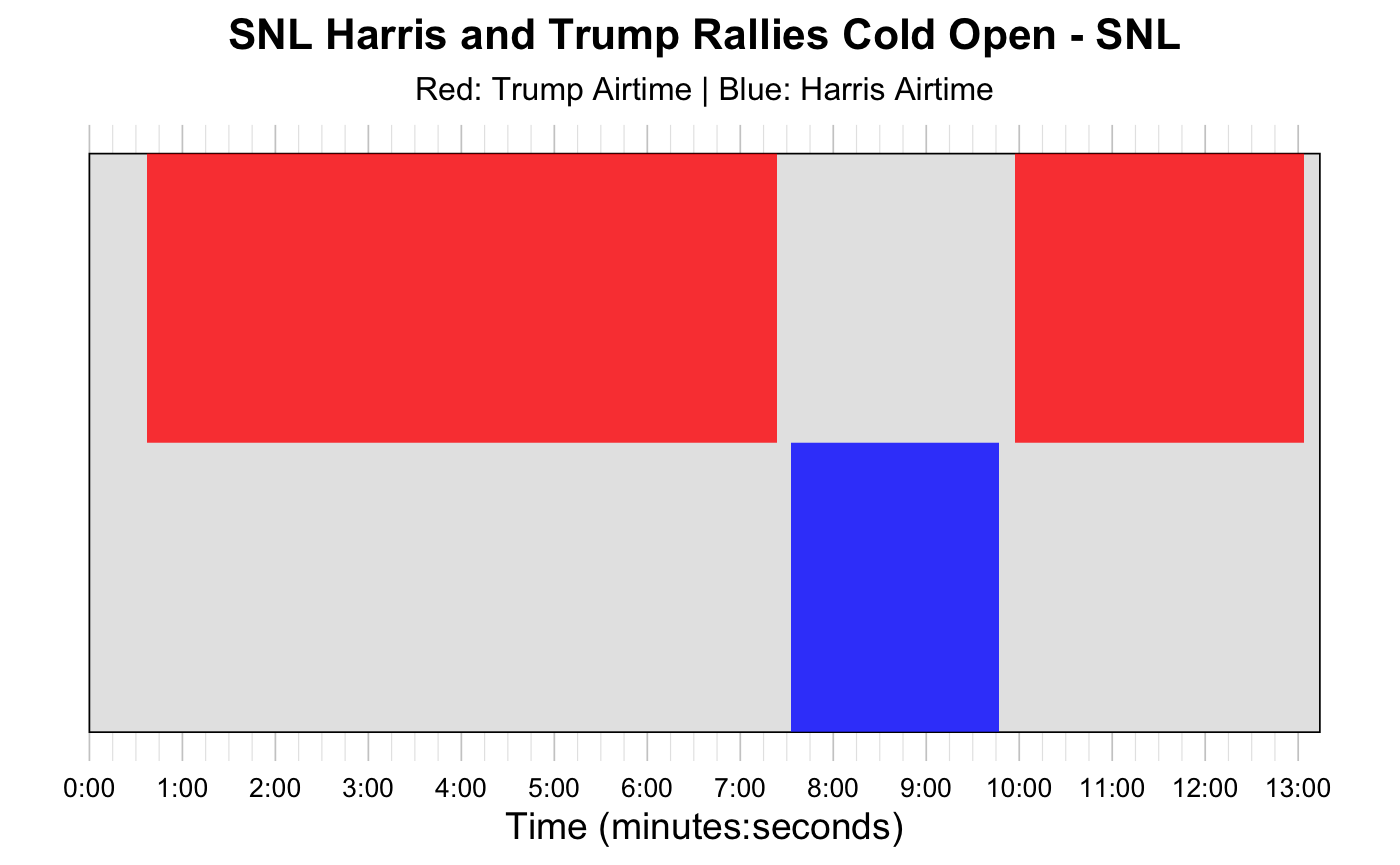 SNL Harris and Trump Rallies Cold Open - SNL
Red: Trump Airtime | Blue: Harris Airtime
0:00 1:00 2:00 3:00 4:00 5:00 6:00 7:00 8:00 9:00 10:00 11:00 12:00 13:00
Time (minutes:seconds)